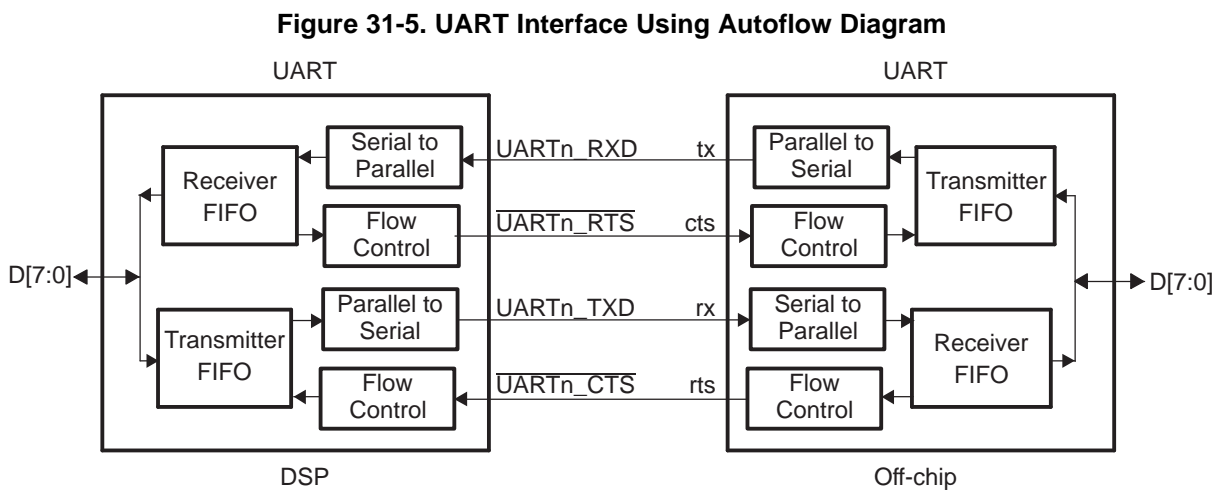 Figure 31-5. UART Interface Using Autoflow Diagram
UART
UART
Serial to
Parallel
UARTn_RXD
tx
Parallel to
Serial
Receiver
FIFO
Transmitter
FIFO
Flow
Control
UARTn_RTS
cts
Flow
Control
D[7:0]
D[7:0]
Parallel to
Serial
UARTn_TXD
rx
Serial to
Parallel
Transmitter
FIFO
Receiver
FIFO
Flow
Control
UARTn_CTS
rts
Flow
Control
DSP
Off-chip